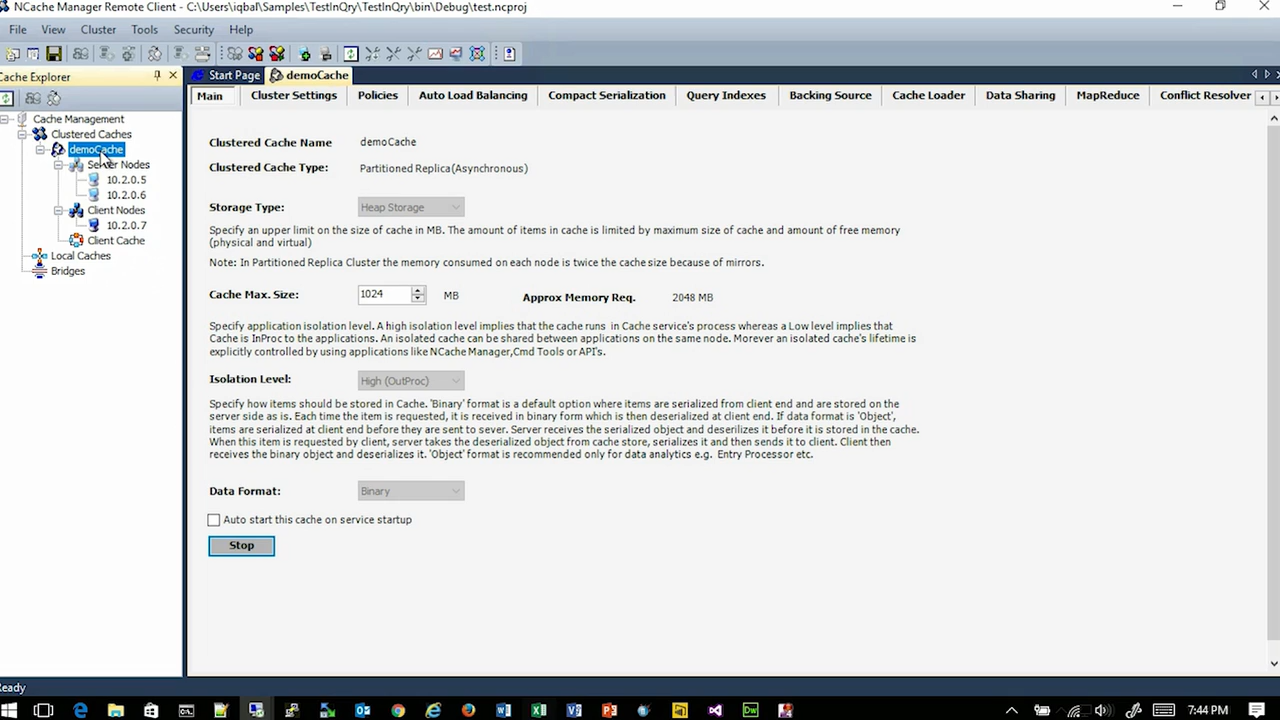 NCache Manager Remote Client - C:\Users\iqbal\Samples\TestInQry\TestInQry\bin\Debug\test.ncproj
File View Cluster Tools Security Help
Cache Explorer
Start Page demoCache
Main Cluster Settings Policies Auto Load Balancing Compact Serialization Query Indexes Backing Source Cache Loader Data Sharing MapReduce Conflict Resolver
Cache Management
Clustered Caches
demoCache
Server Nodes
10.2.0.5
10.2.0.6
Client Nodes
10.2.0.7
Client Cache
Local Caches
Bridges
Clustered Cache Name demoCache
Clustered Cache Type: Partitioned Replica(Asynchronous)
Storage Type: Heap Storage
Specify an upper limit on the size of cache in MB. The amount of items in cache is limited by maximum size of cache and amount of free memory
(physical and virtual)
Note: In Partitioned Replica Cluster the memory consumed on each node is twice the cache size because of mirrors.
Cache Max. Size: 1024 MB Approx Memory Req. 2048 MB
Specify application isolation level. A high isolation level implies that the cache runs in Cache service's process whereas a Low level implies that
Cache is InProc to the applications. An isolated cache can be shared between applications on the same node. Morever an isolated cache's lifetime is
explicitly controlled by using applications like NCache Manager,Cmd Tools or API's.
Isolation Level: High (OutProc)
Specify how items should be stored in Cache. 'Binary' format is a default option where items are serialized from client end and are stored on the
server side as is. Each time the item is requested, it is received in binary form which is then deserialized at client end. If data format is 'Object',
items are serialized at client end before they are sent to sever. Server receives the serialized object and deserilizes it before it is stored in the cache.
When this item is requested by client, server takes the deserialized object from cache store, serializes it and then sends it to client. Client then
receives the binary object and deserializes it. 'Object' format is recommended only for data analytics e.g. Entry Processor etc.
Data Format: Binary
Auto start this cache on service startup
Stop
Ready
7:44 PM